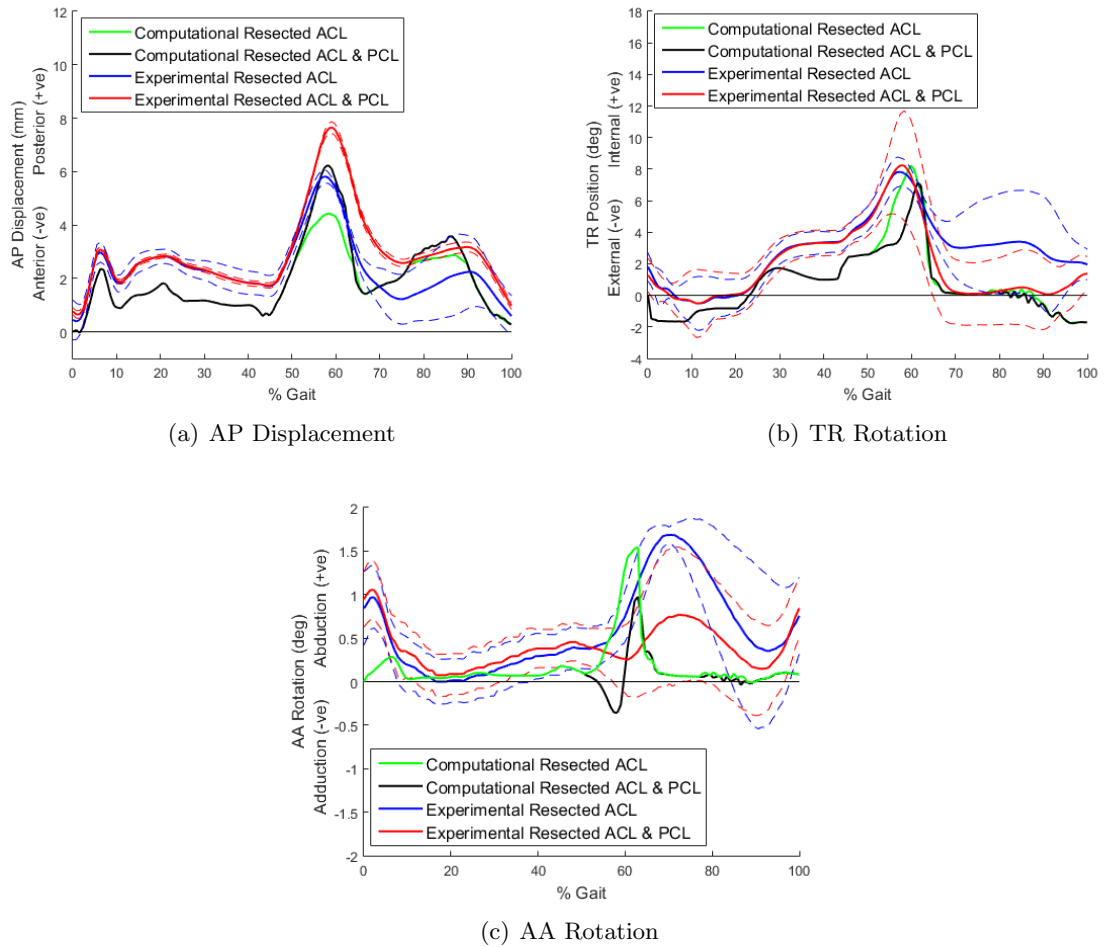 12
10
8
6
4
2
0
AP Displacement (mm)
Anterior (-ve) Posterior (+ve)
Computational Resected ACL
Computational Resected ACL & PCL
Experimental Resected ACL
Experimental Resected ACL & PCL
0 10 20 30 40 50 60 70 80 90 100
% Gait
(a) AP Displacement
18
16
14
12
10
8
6
4
2
0
-2
-4
TR Position (deg)
External (-ve) Internal (+ve)
Computational Resected ACL
Computational Resected ACL & PCL
Experimental Resected ACL
Experimental Resected ACL & PCL
0 10 20 30 40 50 60 70 80 90 100
% Gait
(b) TR Rotation
2
1.5
1
0.5
0
-0.5
-1
-1.5
-2
AA Rotation (deg)
Adduction (-ve) Abduction (+ve)
Computational Resected ACL
Computational Resected ACL & PCL
Experimental Resected ACL
Experimental Resected ACL & PCL
0 20 40 60 80 100
% Gait
(c) AA Rotation